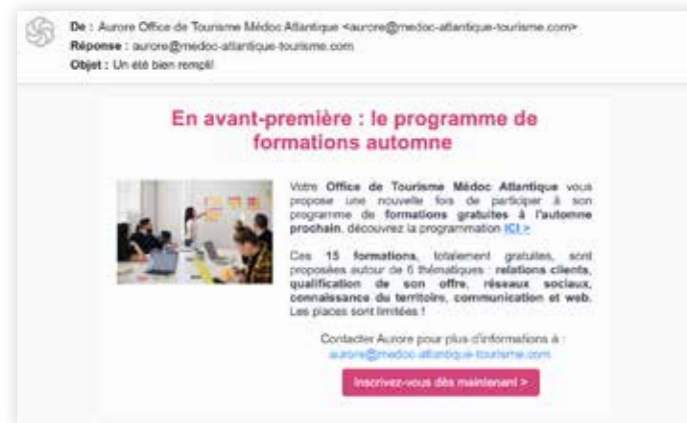 De : Aurore Office de Tourisme Médoc Atlantique <aurore@medoc-atlantique-tourisme.com>
Réponse : aurore@medoc-atlantique-tourisme.com
Objet : Un été bien rempli!
En avant-première : le programme de
formations automne
Votre Office de Tourisme Médoc Atlantique vous
propose une nouvelle fois de participer à son
programme de formations gratuites à l'automne
prochain, découvrez la programmation ICI >
Ces 15 formations, totalement gratuites, sont
proposées autour de 6 thématiques : relations clients,
qualification de son offre, réseaux sociaux,
connaissance du territoire, communication et web.
Les places sont limitées !
Contacter Aurore pour plus d'informations à :
aurore@medoc-atlantique-tourisme.com
Inscrivez-vous dès maintenant >